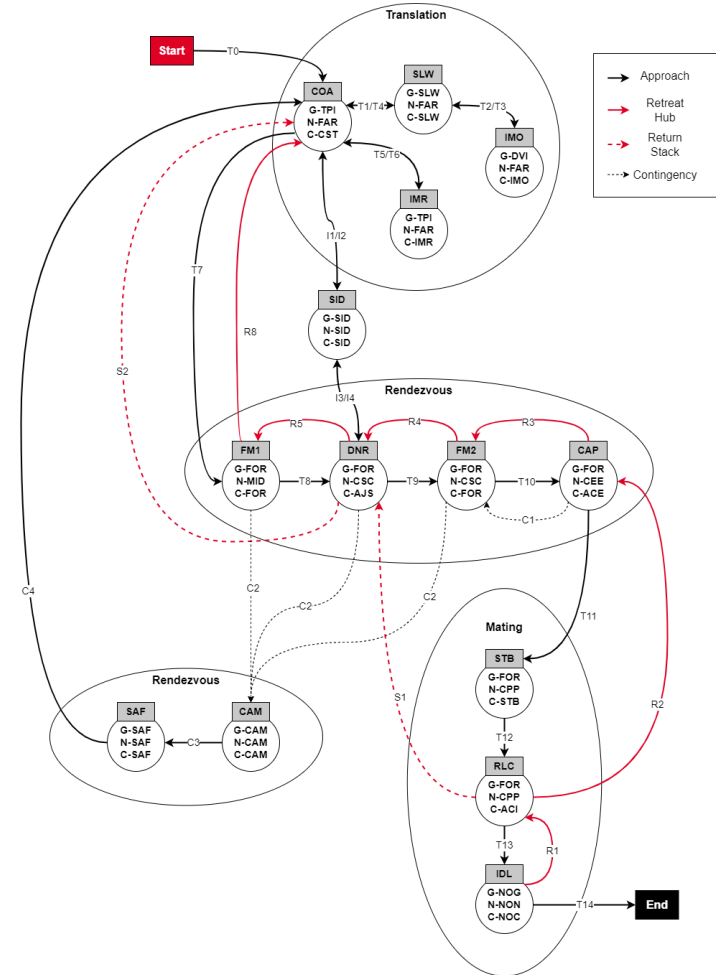 Translation
Start
T0
SLW
COA
G-SLW
N-FAR
C-SLW
G-TPI
N-FAR
C-CST
T1/T4
T2/T3
IMO
G-DVI
N-FAR
C-IMO
T5/T6
IMR
G-TPI
N-FAR
C-IMR
Approach
Retreat
Hub
Return
Stack
Contingency
I1/I2
T7
SID
G-SID
N-SID
C-SID
R8
S2
I3/I4
Rendezvous
R5
R4
R3
FM1
G-FOR
N-MID
C-FOR
T8
DNR
G-FOR
N-CSC
C-AJS
T9
FM2
G-FOR
N-CSC
C-FOR
T10
CAP
G-FOR
N-CEE
C-ACE
C1
C4
C2
C2
C2
T11
Mating
STB
G-FOR
N-CPP
C-STB
Rendezvous
SAF
G-SAF
N-SAF
C-SAF
C3
CAM
G-CAM
N-CAM
C-CAM
S1
R2
T12
RLC
G-FOR
N-CPP
C-ACI
T13
R1
IDL
G-NOG
N-NON
C-NOC
T14
End